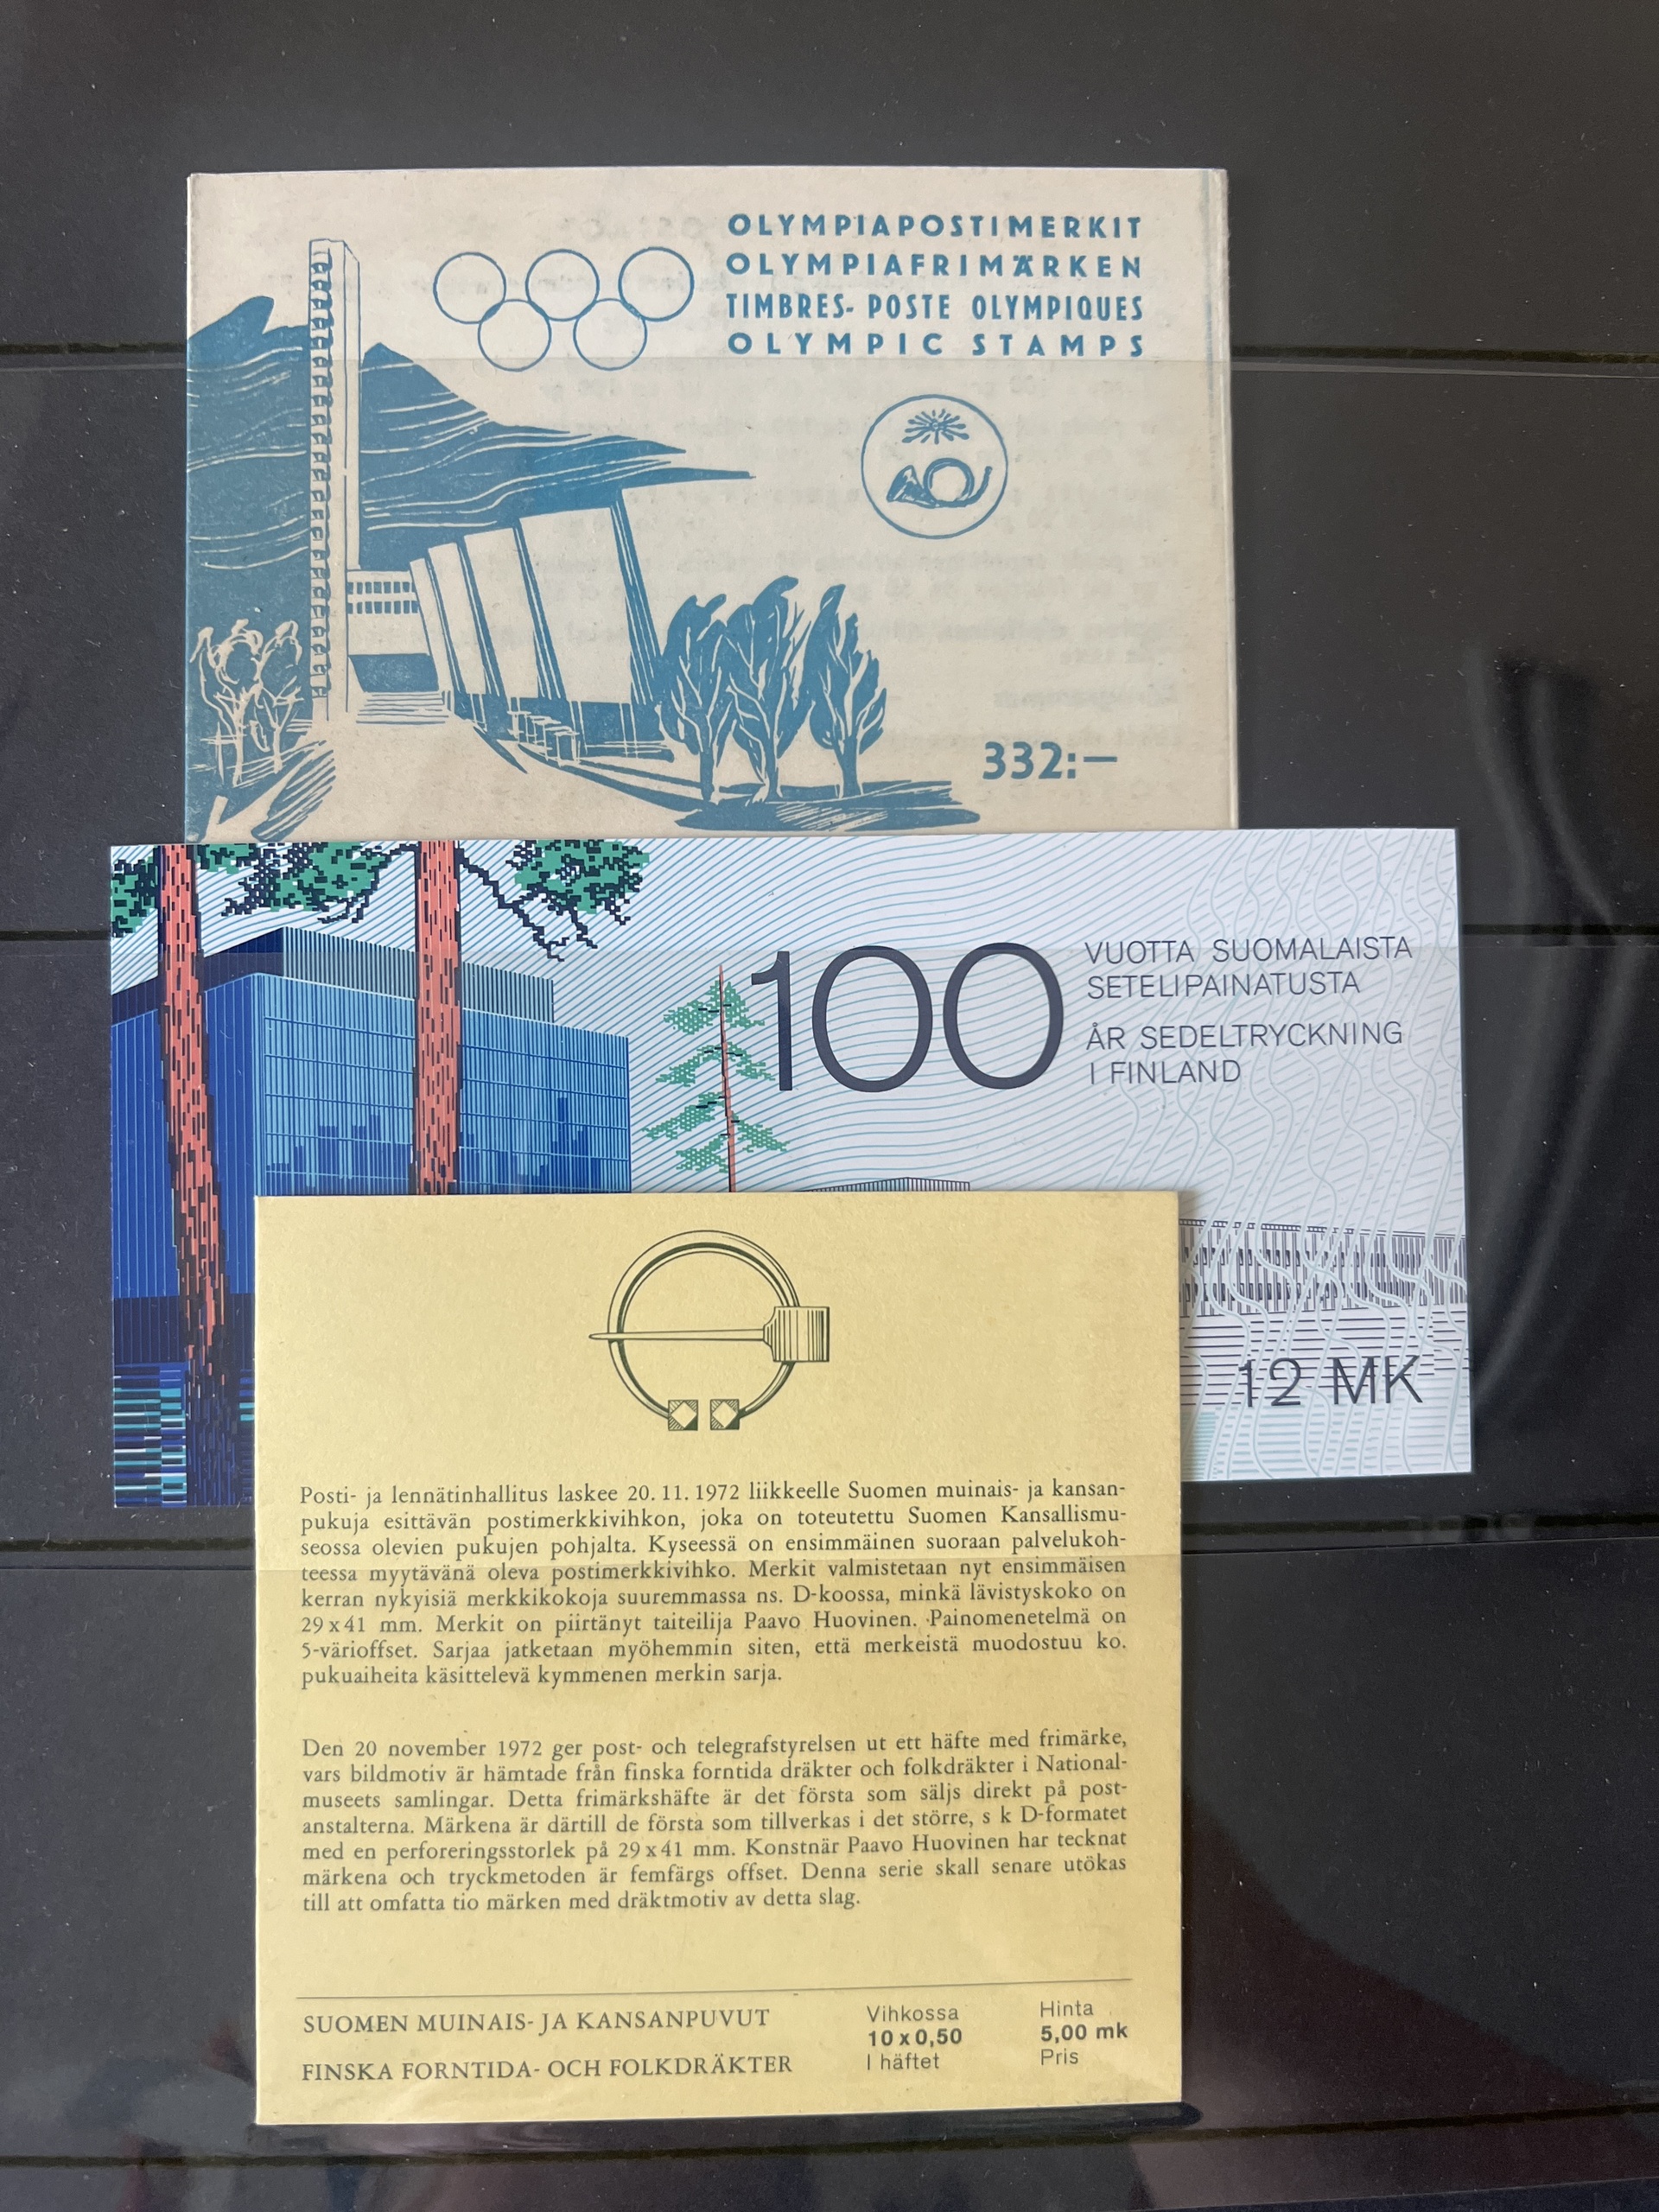 OLYMPIAPOSTIMERKIT
OLYMPIAFRIMÄRKEN
TIMBRES-POSTE OLYMPIQUES
OLYMPIC STAMPS
332:—
100
VUOTTA SUOMALAISTA
SETELIPAINATUSTA
ÅR SEDELTRYCKNING
I FINLAND
12 MK
Posti- ja lennätinhallitus laskee 20. 11. 1972 liikkeelle Suomen muinais- ja kansan-
pukuja esittävän postimerkkivihkon, joka on toteutettu Suomen Kansallismu-
seossa olevien pukujen pohjalta. Kyseessä on ensimmäinen suoraan palvelukoh-
teessa myytävänä oleva postimerkkivihko. Merkit valmistetaan nyt ensimmäisen
kerran nykyisiä merkkikokoja suuremmassa ns. D-koossa, minkä lävistyskoko on
29 x 41 mm. Merkit on piirtänyt taiteilija Paavo Huovinen. Painomenetelmä on
5-värioffset. Sarjaa jatketaan myöhemmin siten, että merkeistä muodostuu ko.
pukuaiheita käsittelevä kymmenen merkin sarja.
Den 20 november 1972 ger post- och telegrafstyrelsen ut ett häfte med frimärke,
vars bildmotiv är hämtade från finska forntida dräkter och folkdräkter i National-
museets samlingar. Detta frimärkshäfte är det första som säljs direkt på post-
anstalterna. Märkena är därtill de första som tillverkas i det större, s k D-formatet
med en perforeringsstorlek på 29 x 41 mm. Konstnär Paavo Huovinen har tecknat
märkena och tryckmetoden är femfärgs offset. Denna serie skall senare utökas
till att omfatta tio märken med dräktmotiv av detta slag.
SUOMEN MUINAIS- JA KANSANPUVUT
FINSKA FORNTIDA- OCH FOLKDRÄKTER
Vihkossa
10 x 0,50
I häftet
Hinta
5,00 mk
Pris